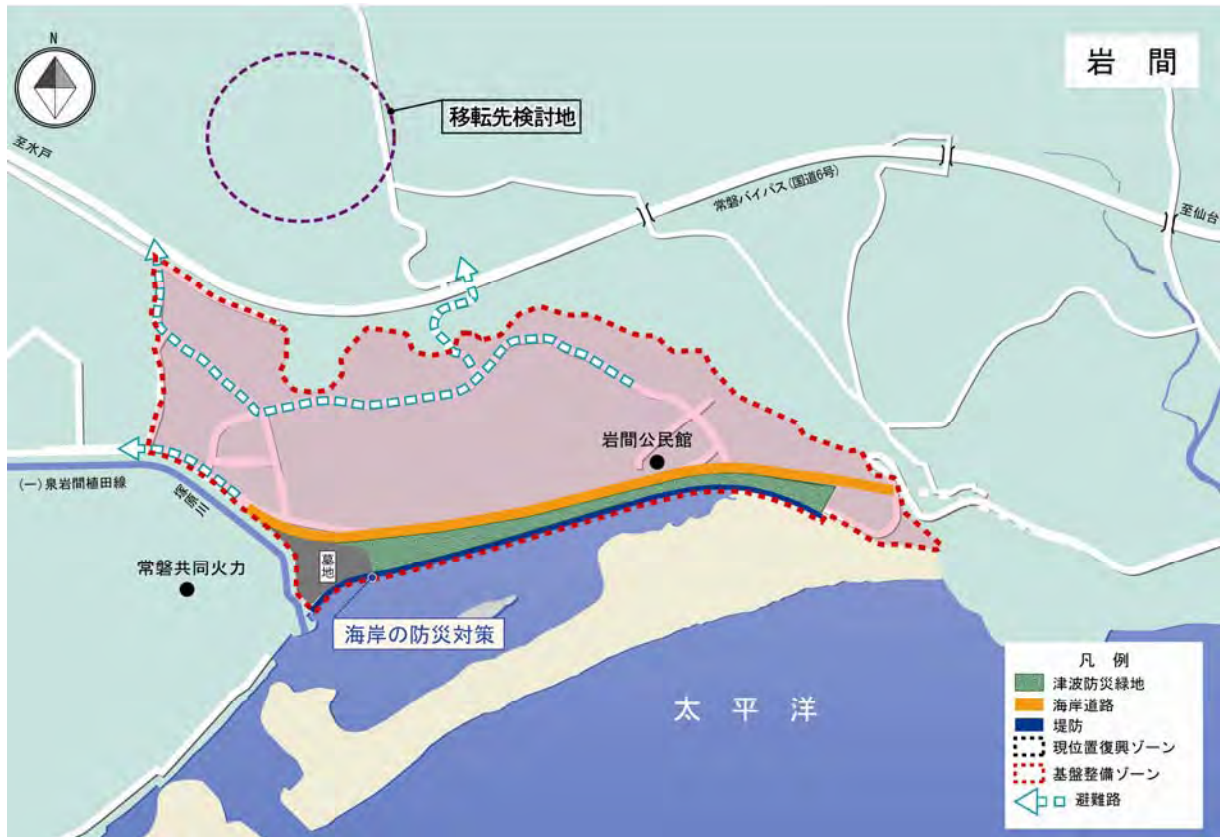 N
岩 間
移転先検討地
至水戸
常磐バイパス(国道6号)
至仙台
岩間公民館
(一)泉岩間植田線
塚原川
墓地
常磐共同火力
海岸の防災対策
太 平 洋
凡 例
津波防災緑地
海岸道路
堤防
現位置復興ゾーン
基盤整備ゾーン
避難路